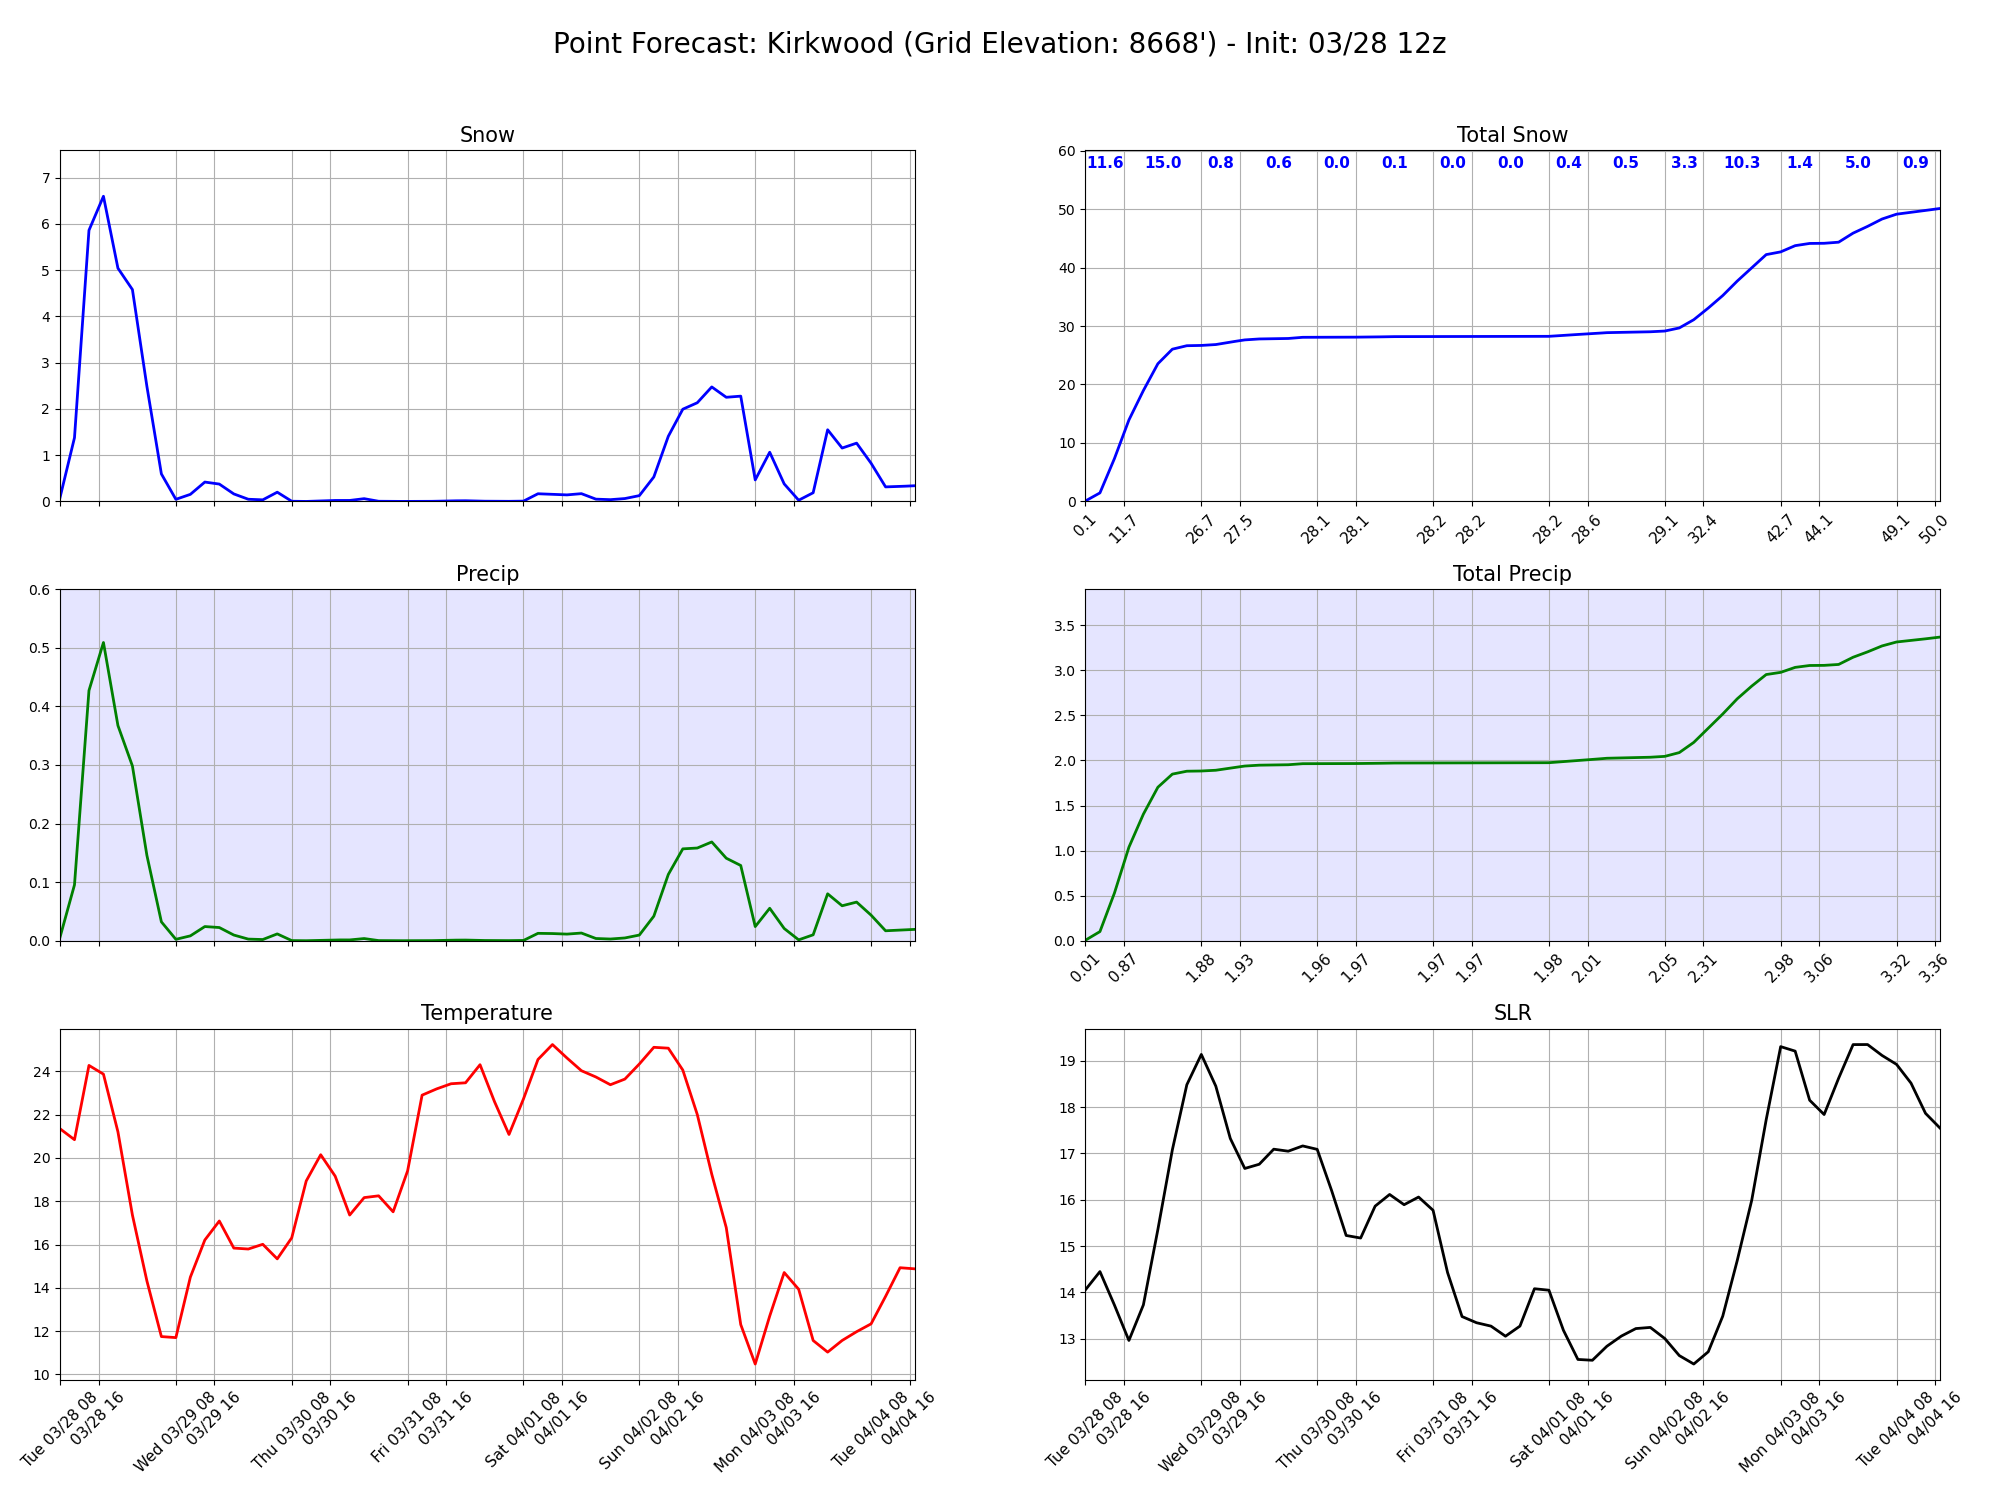 Point Forecast: Kirkwood (Grid Elevation: 8668') - Init: 03/28 12z
Snow
7
6
5
4
3
2
1
0
Total Snow
60
50
40
30
20
10
0
11.6 15.0 0.8 0.6 0.0 0.1 0.0 0.0 0.4 0.5 3.3 10.3 1.4 5.0 0.9
0.1 11.7 26.7 27.5 28.1 28.1 28.2 28.2 28.2 28.6 29.1 32.4 42.7 44.1 49.1 50.0
Precip
0.6
0.5
0.4
0.3
0.2
0.1
0.0
Total Precip
3.5
3.0
2.5
2.0
1.5
1.0
0.5
0.0
0.01 0.87 1.88 1.93 1.96 1.97 1.97 1.97 1.98 2.01 2.05 2.31 2.98 3.06 3.32 3.36
Temperature
24
22
20
18
16
14
12
10
Tue 03/28 08
03/28 16
Wed 03/29 08
03/29 16
Thu 03/30 08
03/30 16
Fri 03/31 08
03/31 16
Sat 04/01 08
04/01 16
Sun 04/02 08
04/02 16
Mon 04/03 08
04/03 16
Tue 04/04 08
04/04 16
SLR
19
18
17
16
15
14
13
Tue 03/28 08
03/28 16
Wed 03/29 08
03/29 16
Thu 03/30 08
03/30 16
Fri 03/31 08
03/31 16
Sat 04/01 08
04/01 16
Sun 04/02 08
04/02 16
Mon 04/03 08
04/03 16
Tue 04/04 08
04/04 16